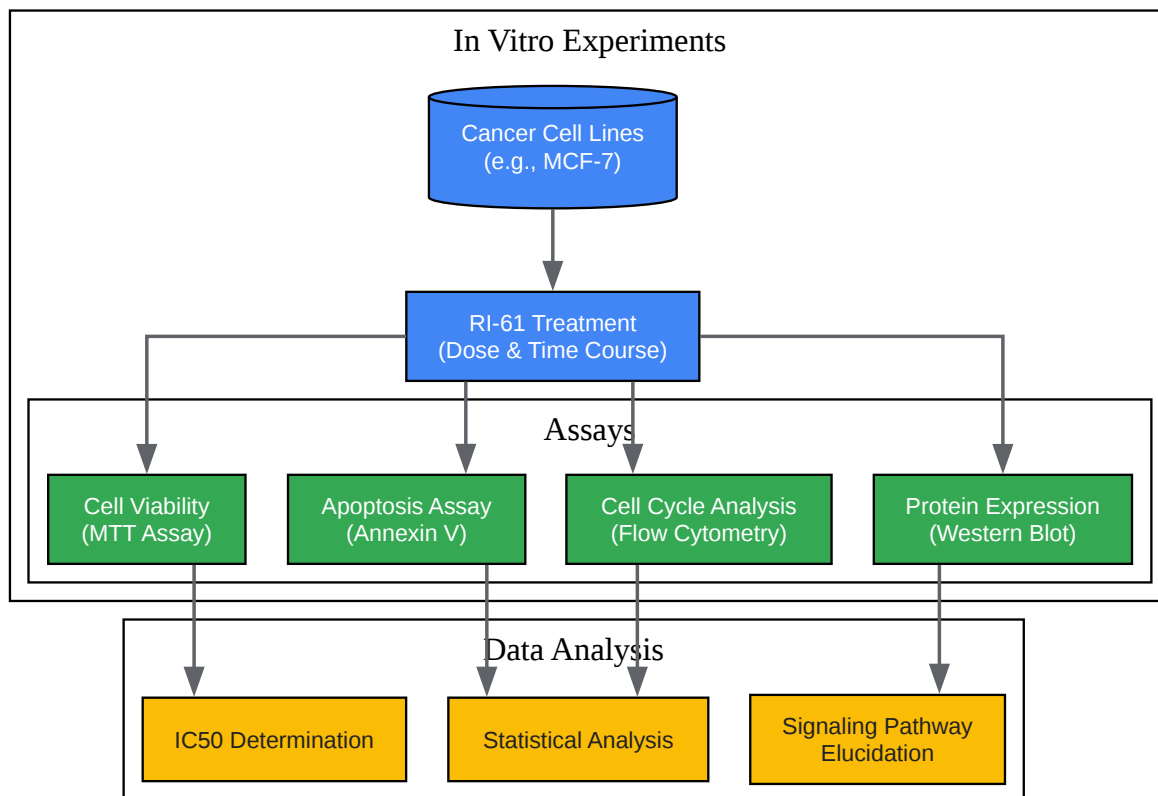 In Vitro Experiments
Cancer Cell Lines
(e.g., MCF-7)
RI-61 Treatment
(Dose & Time Course)
Assays
Cell Viability
(MTT Assay)
Apoptosis Assay
(Annexin V)
Cell Cycle Analysis
(Flow Cytometry)
Protein Expression
(Western Blot)
Data Analysis
IC50 Determination
Statistical Analysis
Signaling Pathway
Elucidation